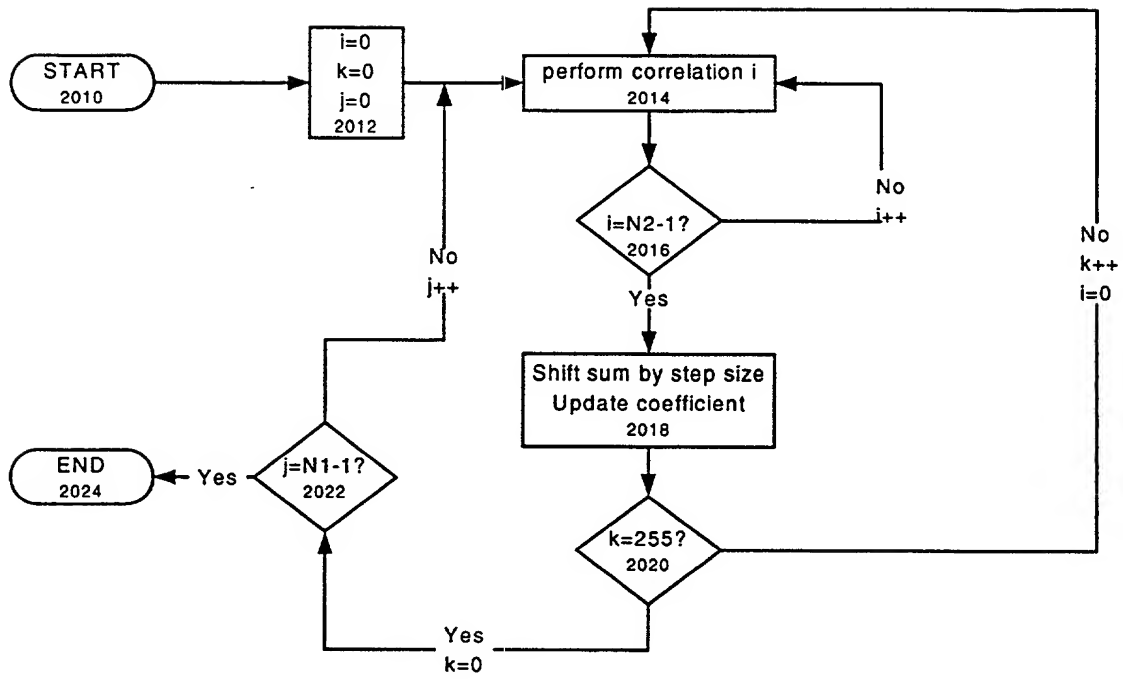 START
2010
i=0
k=0
j=0
2012
perform correlation i
2014
i=N2-1?
2016
No
i++
Yes
Shift sum by step size
Update coefficient
2018
k=255?
2020
No
k++
i=0
Yes
k=0
j=N1-1?
2022
No
j++
Yes
END
2024